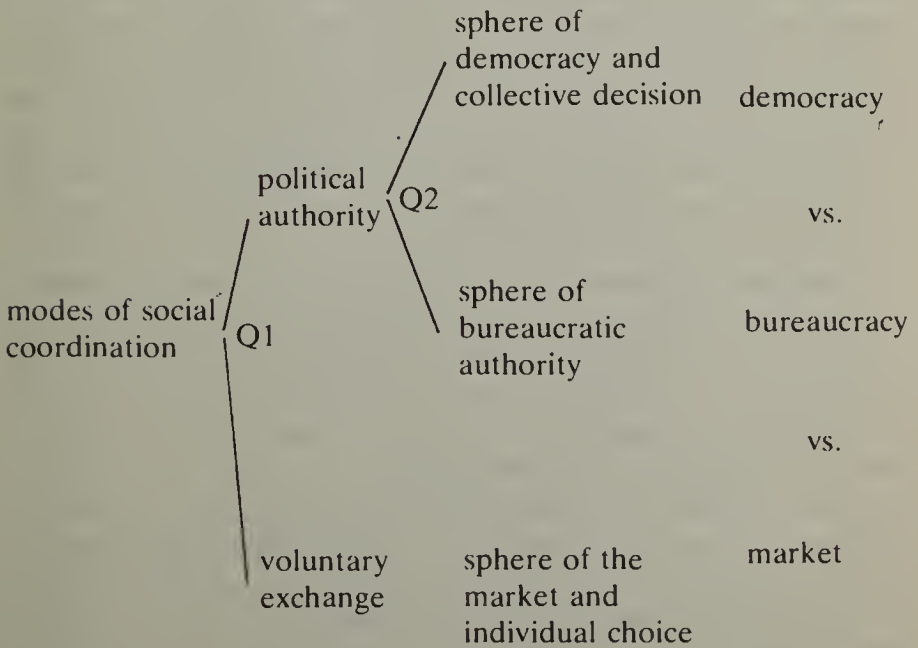 sphere of
democracy and
collective decision democracy
political
authority Q2
vs.
modes of social
coordination Q1
sphere of
bureaucratic
authority
bureaucracy
vs.
voluntary
exchange
sphere of the
market and
individual choice
market